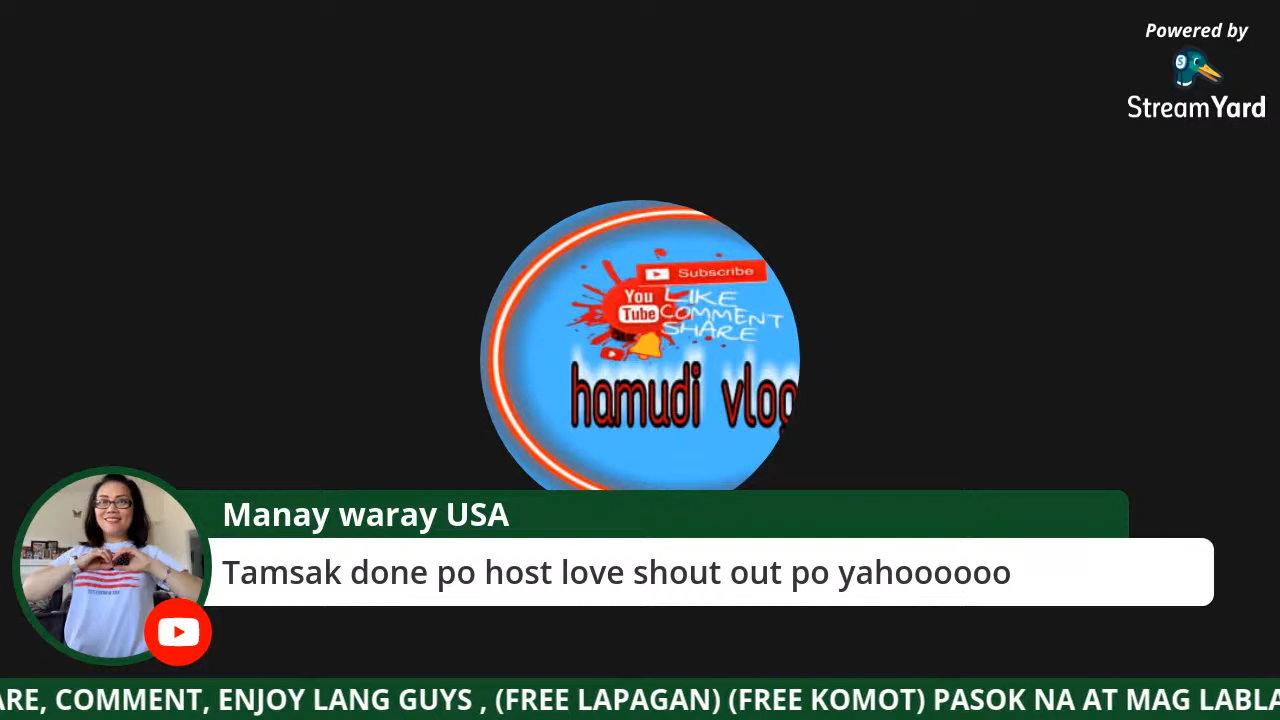 Powered by
S
StreamYard
Subscribe
You
Tube
LIKE
COMMENT
SHARE
hamudi vlog
Manay waray USA
Tamsak done po host love shout out pp yahoooooo
ARE, COMMENT, ENJOY LANG GUYS , (FREE LAPAGAN) (FREE KOMOT) PASOK NA AT MAG LABLA